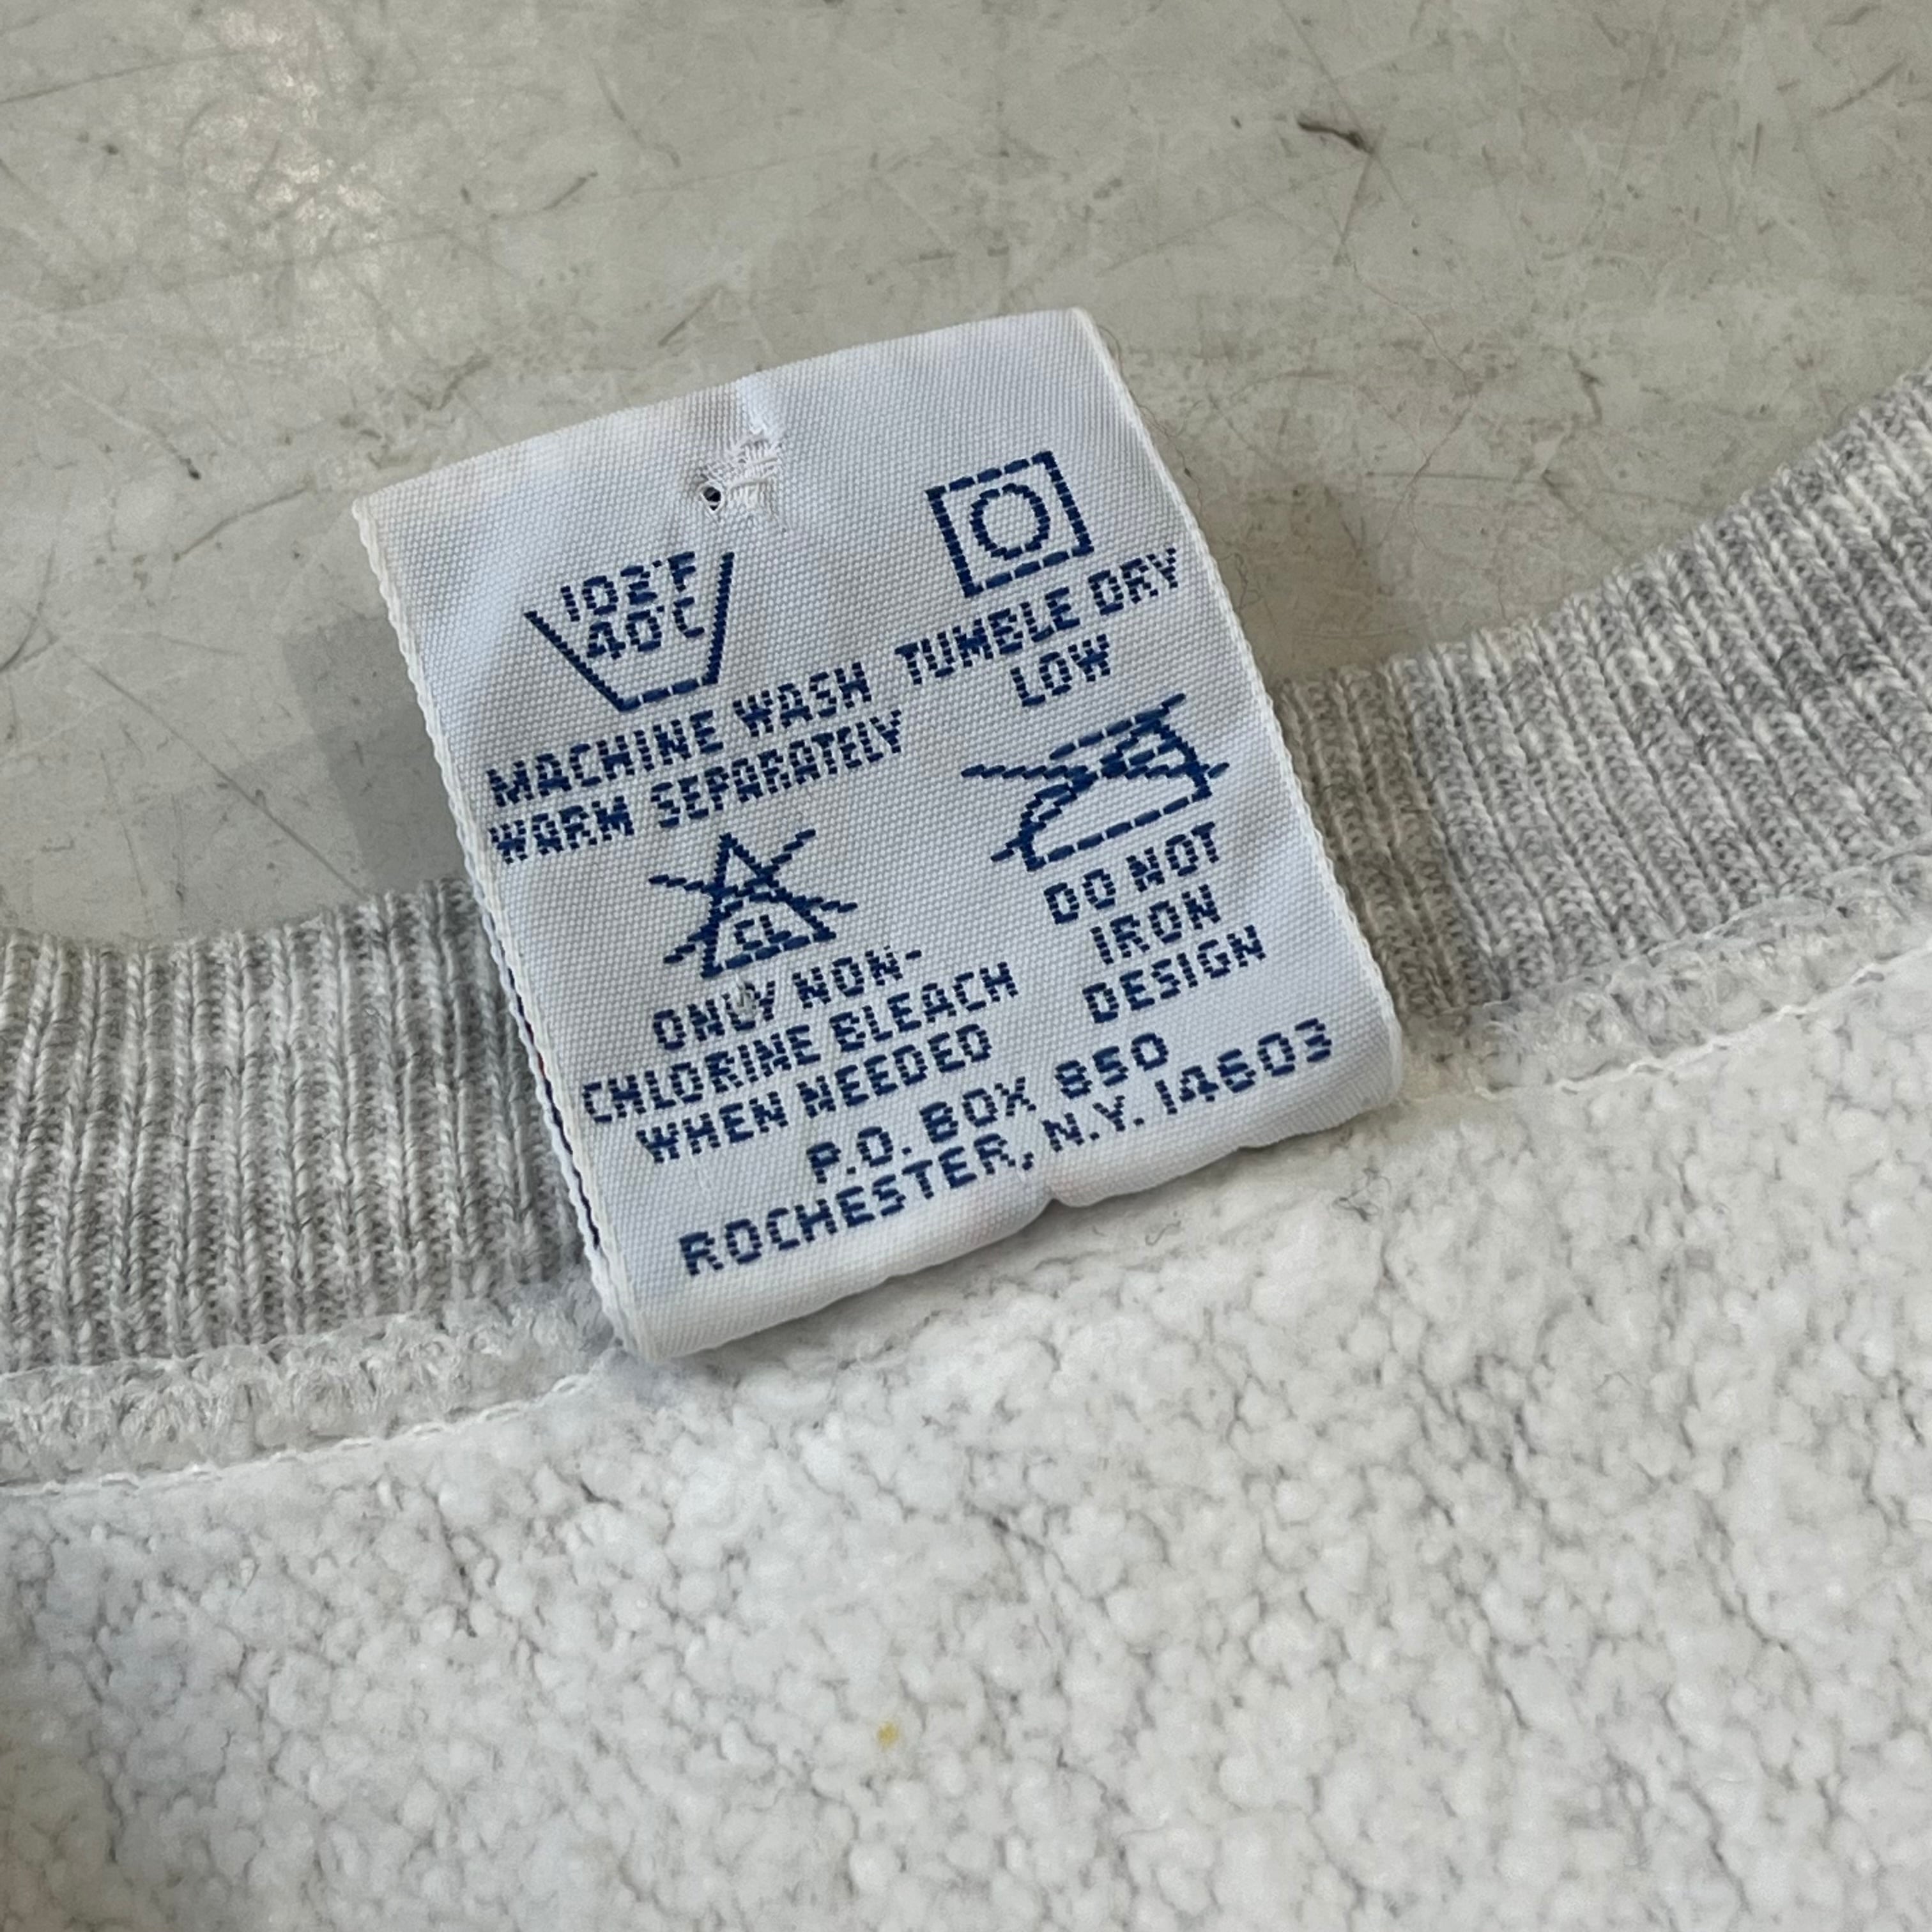 102°F
40°C
MACHINE WASH
WARM SEPARATELY
TUMBLE DRY
LOW
CL
ONLY NON-
CHLORINE BLEACH
WHEN NEEDED
DO NOT
IRON
DESIGN
P.O. BOX 850
ROCHESTER, N.Y. 14603